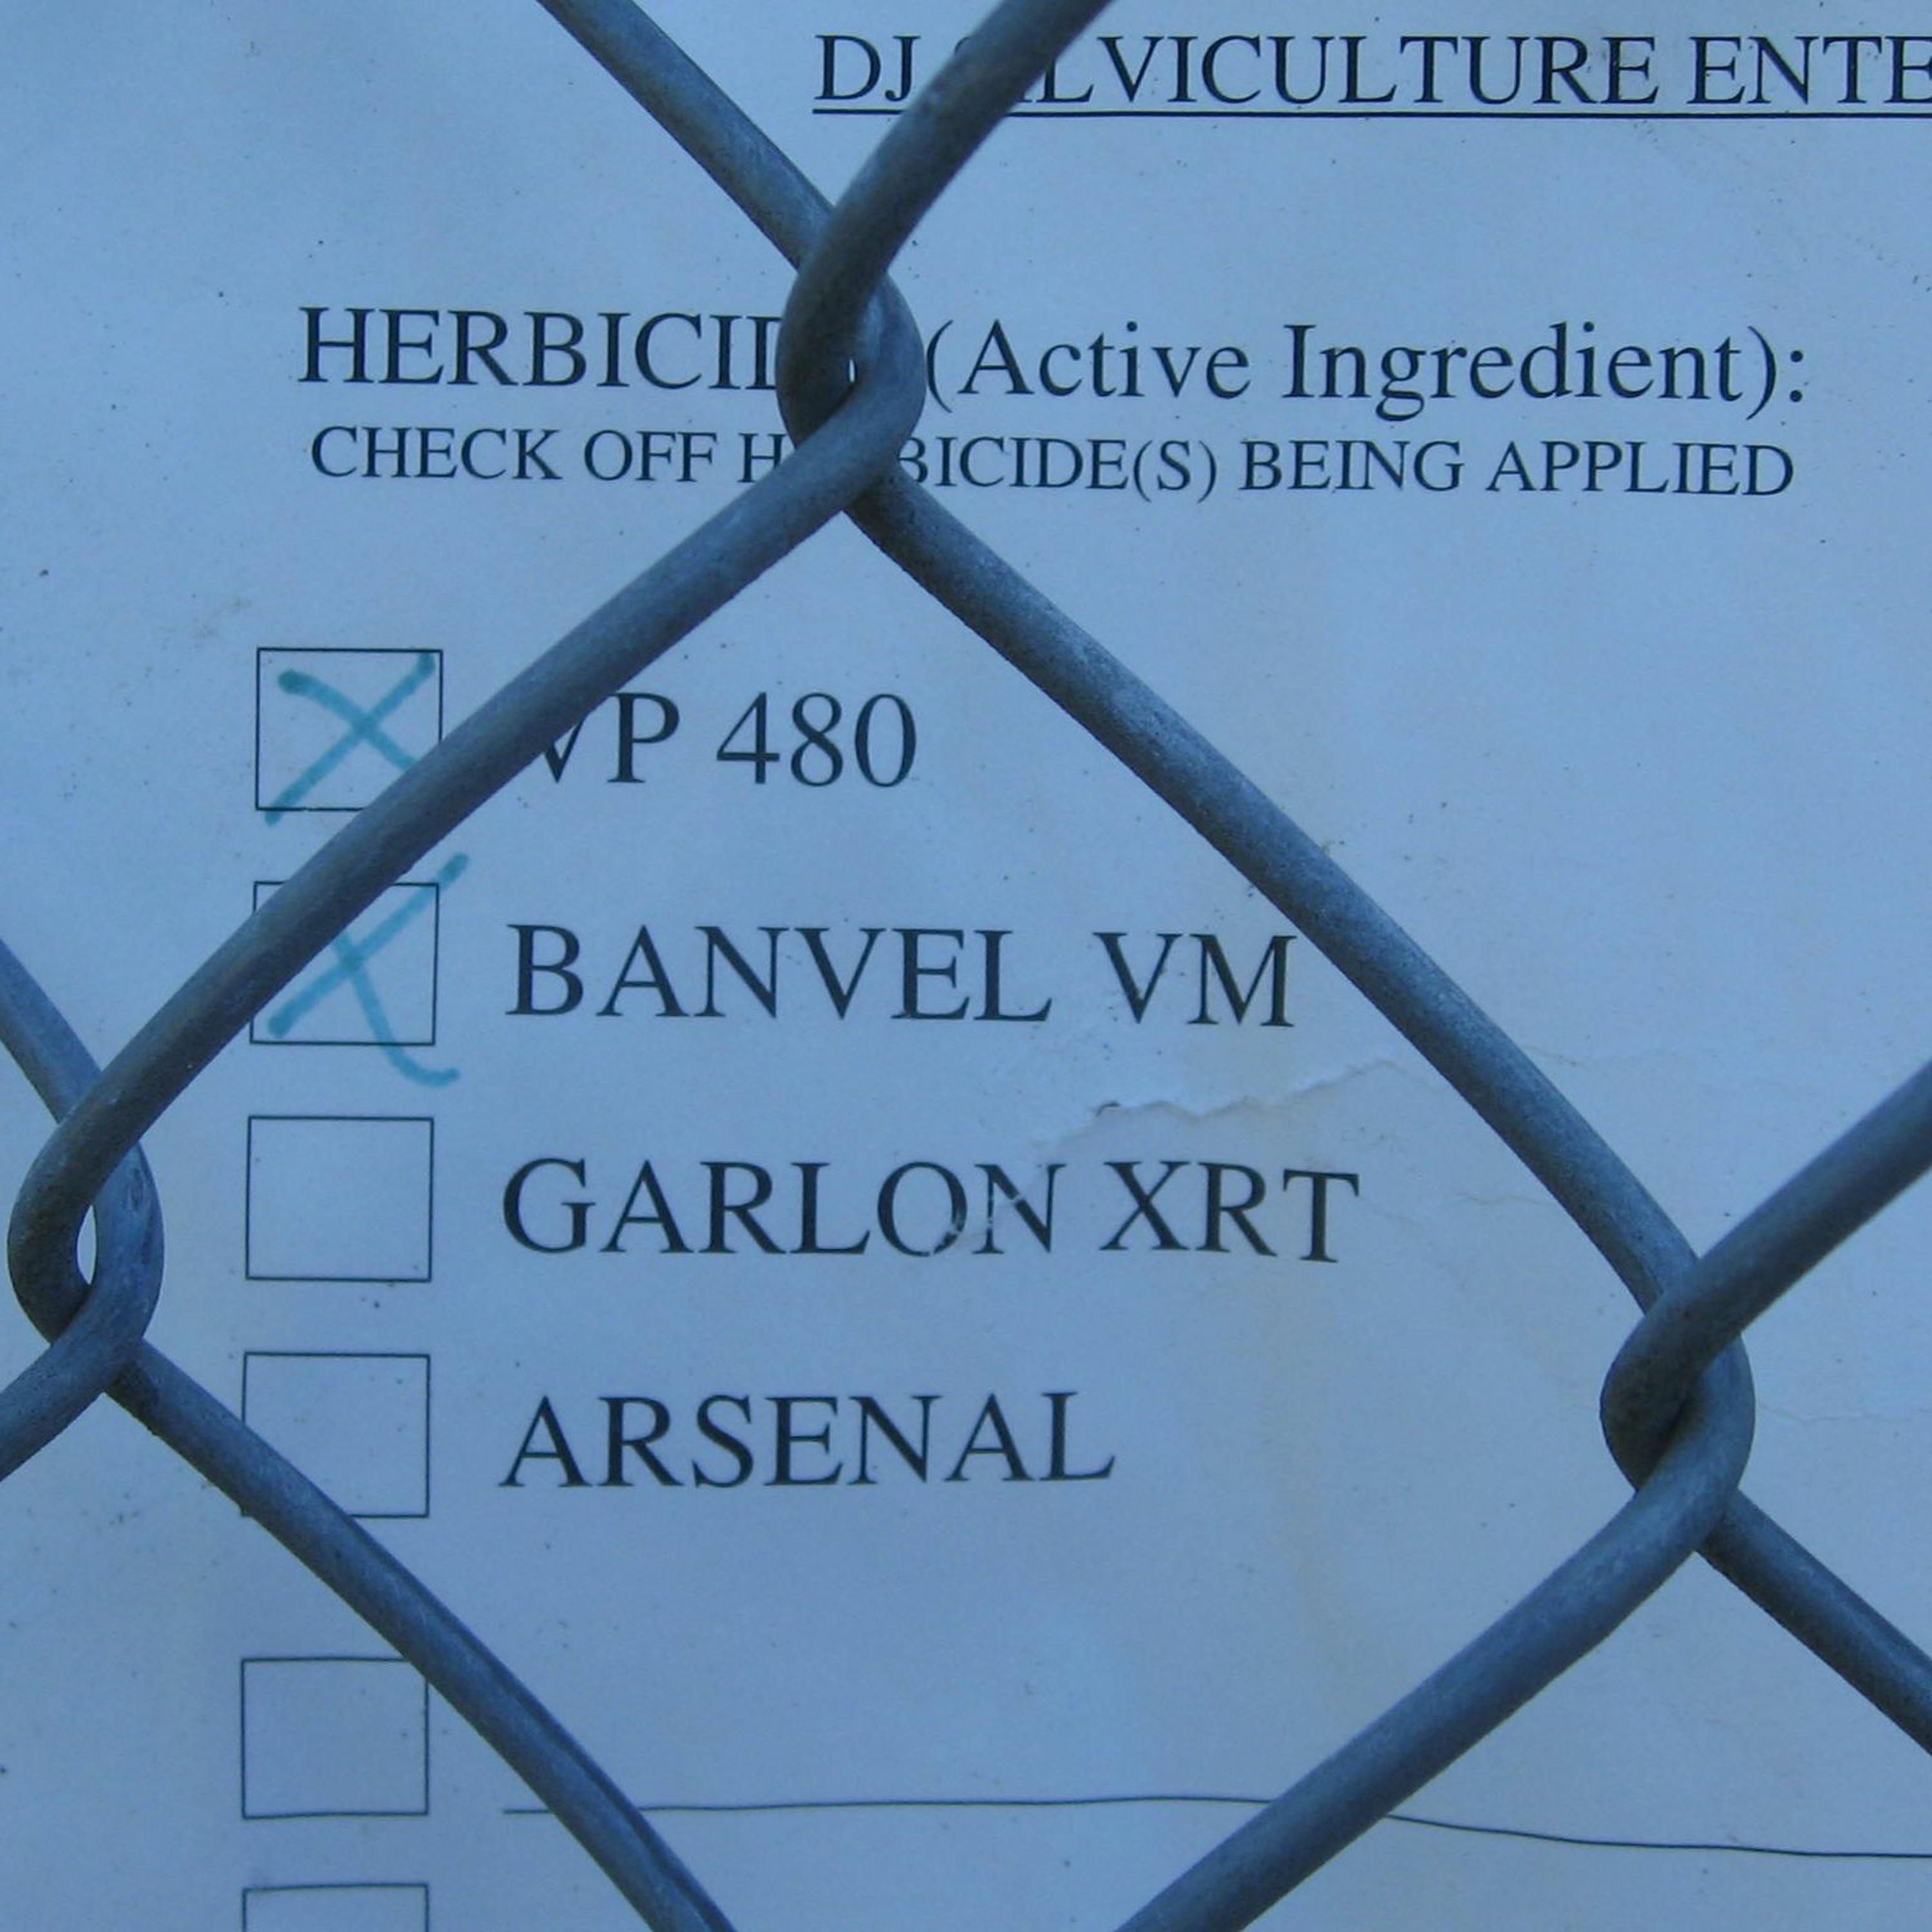 DJ SILVICULTURE ENTE
HERBICIDE (Active Ingredient):
CHECK OFF HERBICIDE(S) BEING APPLIED
VP 480
BANVEL VM
GARLON XRT
ARSENAL